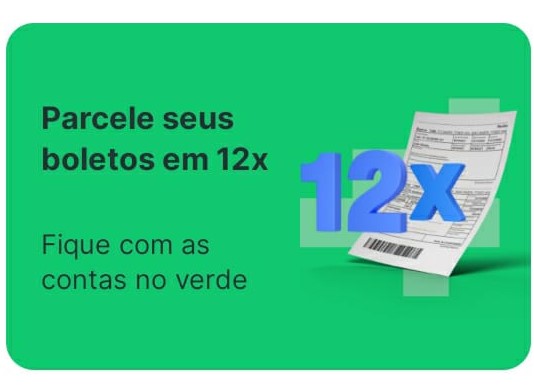 Parcele seus
boletos em 12x
Fique com as
contas no verde
12x